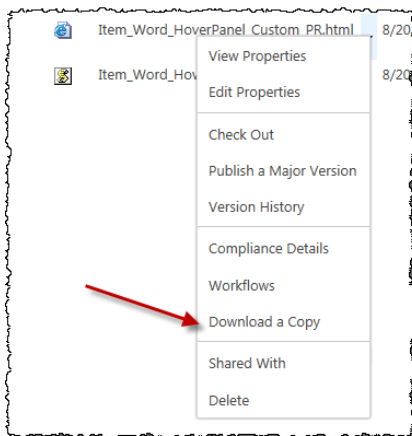 Item_Word_HoverPanel_Custom_PR.html 8/20
View Properties
Item_Word_Hov 8/20
Edit Properties
Check Out
Publish a Major Version
Version History
Compliance Details
Workflows
Download a Copy
Shared With
Delete